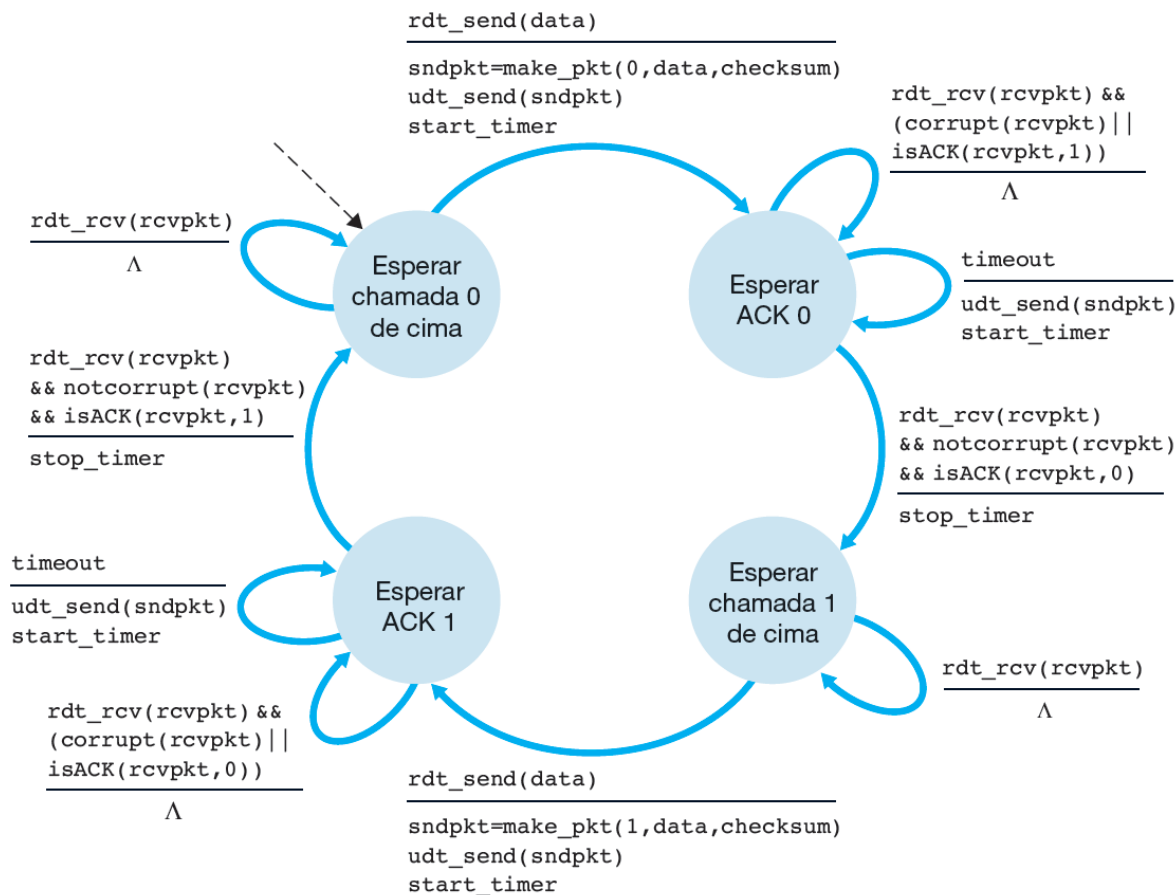 rdt_send(data)
sndpkt=make_pkt(0,data,checksum)
udt_send(sndpkt)
start_timer
rdt_rcv(rcvpkt) &&
(corrupt(rcvpkt)||
isACK(rcvpkt,1))
Λ
rdt_rcv(rcvpkt)
Λ
Esperar
chamada 0
de cima
Esperar
ACK 0
timeout
udt_send(sndpkt)
start_timer
rdt_rcv(rcvpkt)
&& notcorrupt(rcvpkt)
&& isACK(rcvpkt,1)
stop_timer
rdt_rcv(rcvpkt)
&& notcorrupt(rcvpkt)
&& isACK(rcvpkt,0)
stop_timer
timeout
udt_send(sndpkt)
start_timer
Esperar
ACK 1
Esperar
chamada 1
de cima
rdt_rcv(rcvpkt)
Λ
rdt_rcv(rcvpkt) &&
(corrupt(rcvpkt)||
isACK(rcvpkt,0))
Λ
rdt_send(data)
sndpkt=make_pkt(1,data,checksum)
udt_send(sndpkt)
start_timer